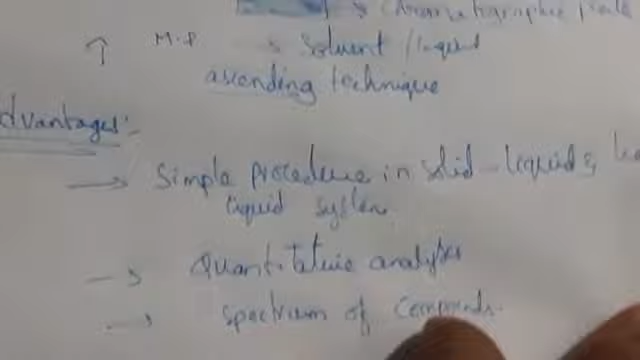 Chromatographic
↑ M.P Solvent / liquid
ascending technique
dvantages:-
→ Simple procedure in solid-liquid &
liquid system
→ Quantitative analysis
→ Spectrum of compounds.